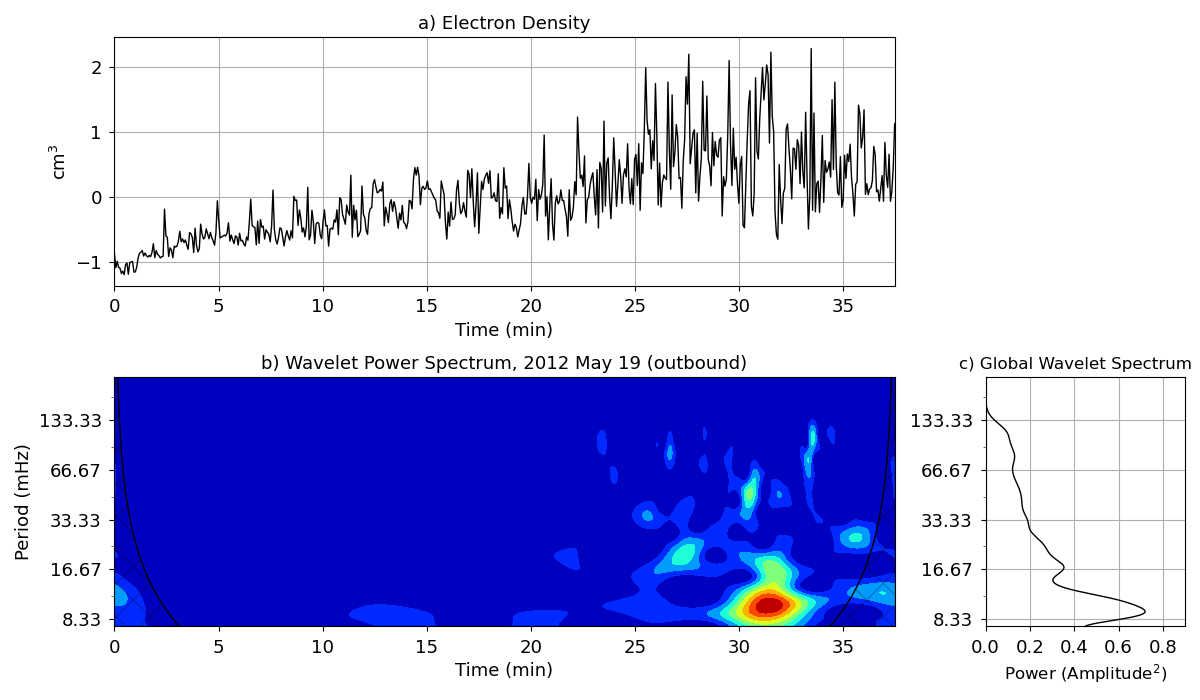 a) Electron Density
cm³
2
1
0
−1
0 5 10 15 20 25 30 35
Time (min)
b) Wavelet Power Spectrum, 2012 May 19 (outbound)
Period (mHz)
133.33
66.67
33.33
16.67
8.33
0 5 10 15 20 25 30 35
Time (min)
c) Global Wavelet Spectrum
133.33
66.67
33.33
16.67
8.33
0.0 0.2 0.4 0.6 0.8
Power (Amplitude²)